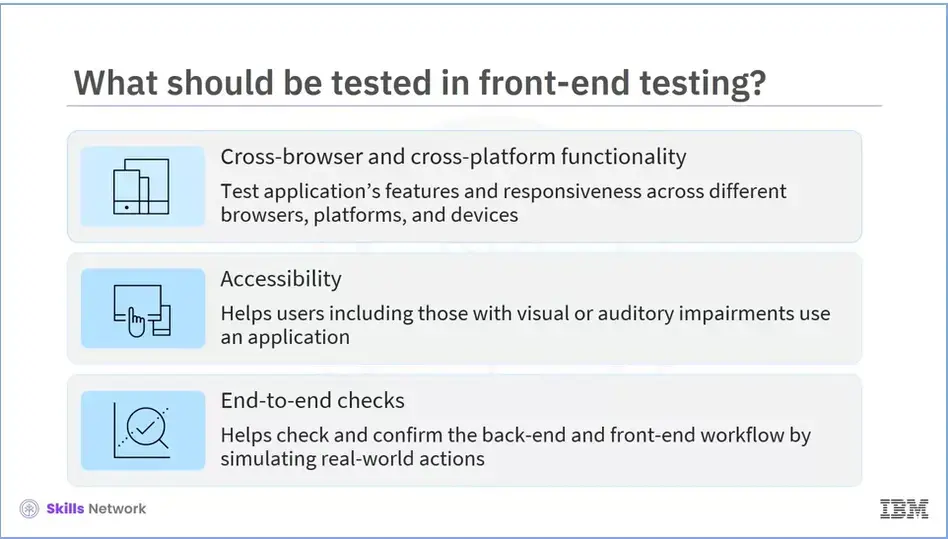 What should be tested in front-end testing?
Cross-browser and cross-platform functionality
Test application’s features and responsiveness across different
browsers, platforms, and devices
Accessibility
Helps users including those with visual or auditory impairments use
an application
End-to-end checks
Helps check and confirm the back-end and front-end workflow by
simulating real-world actions
Skills Network
IBM